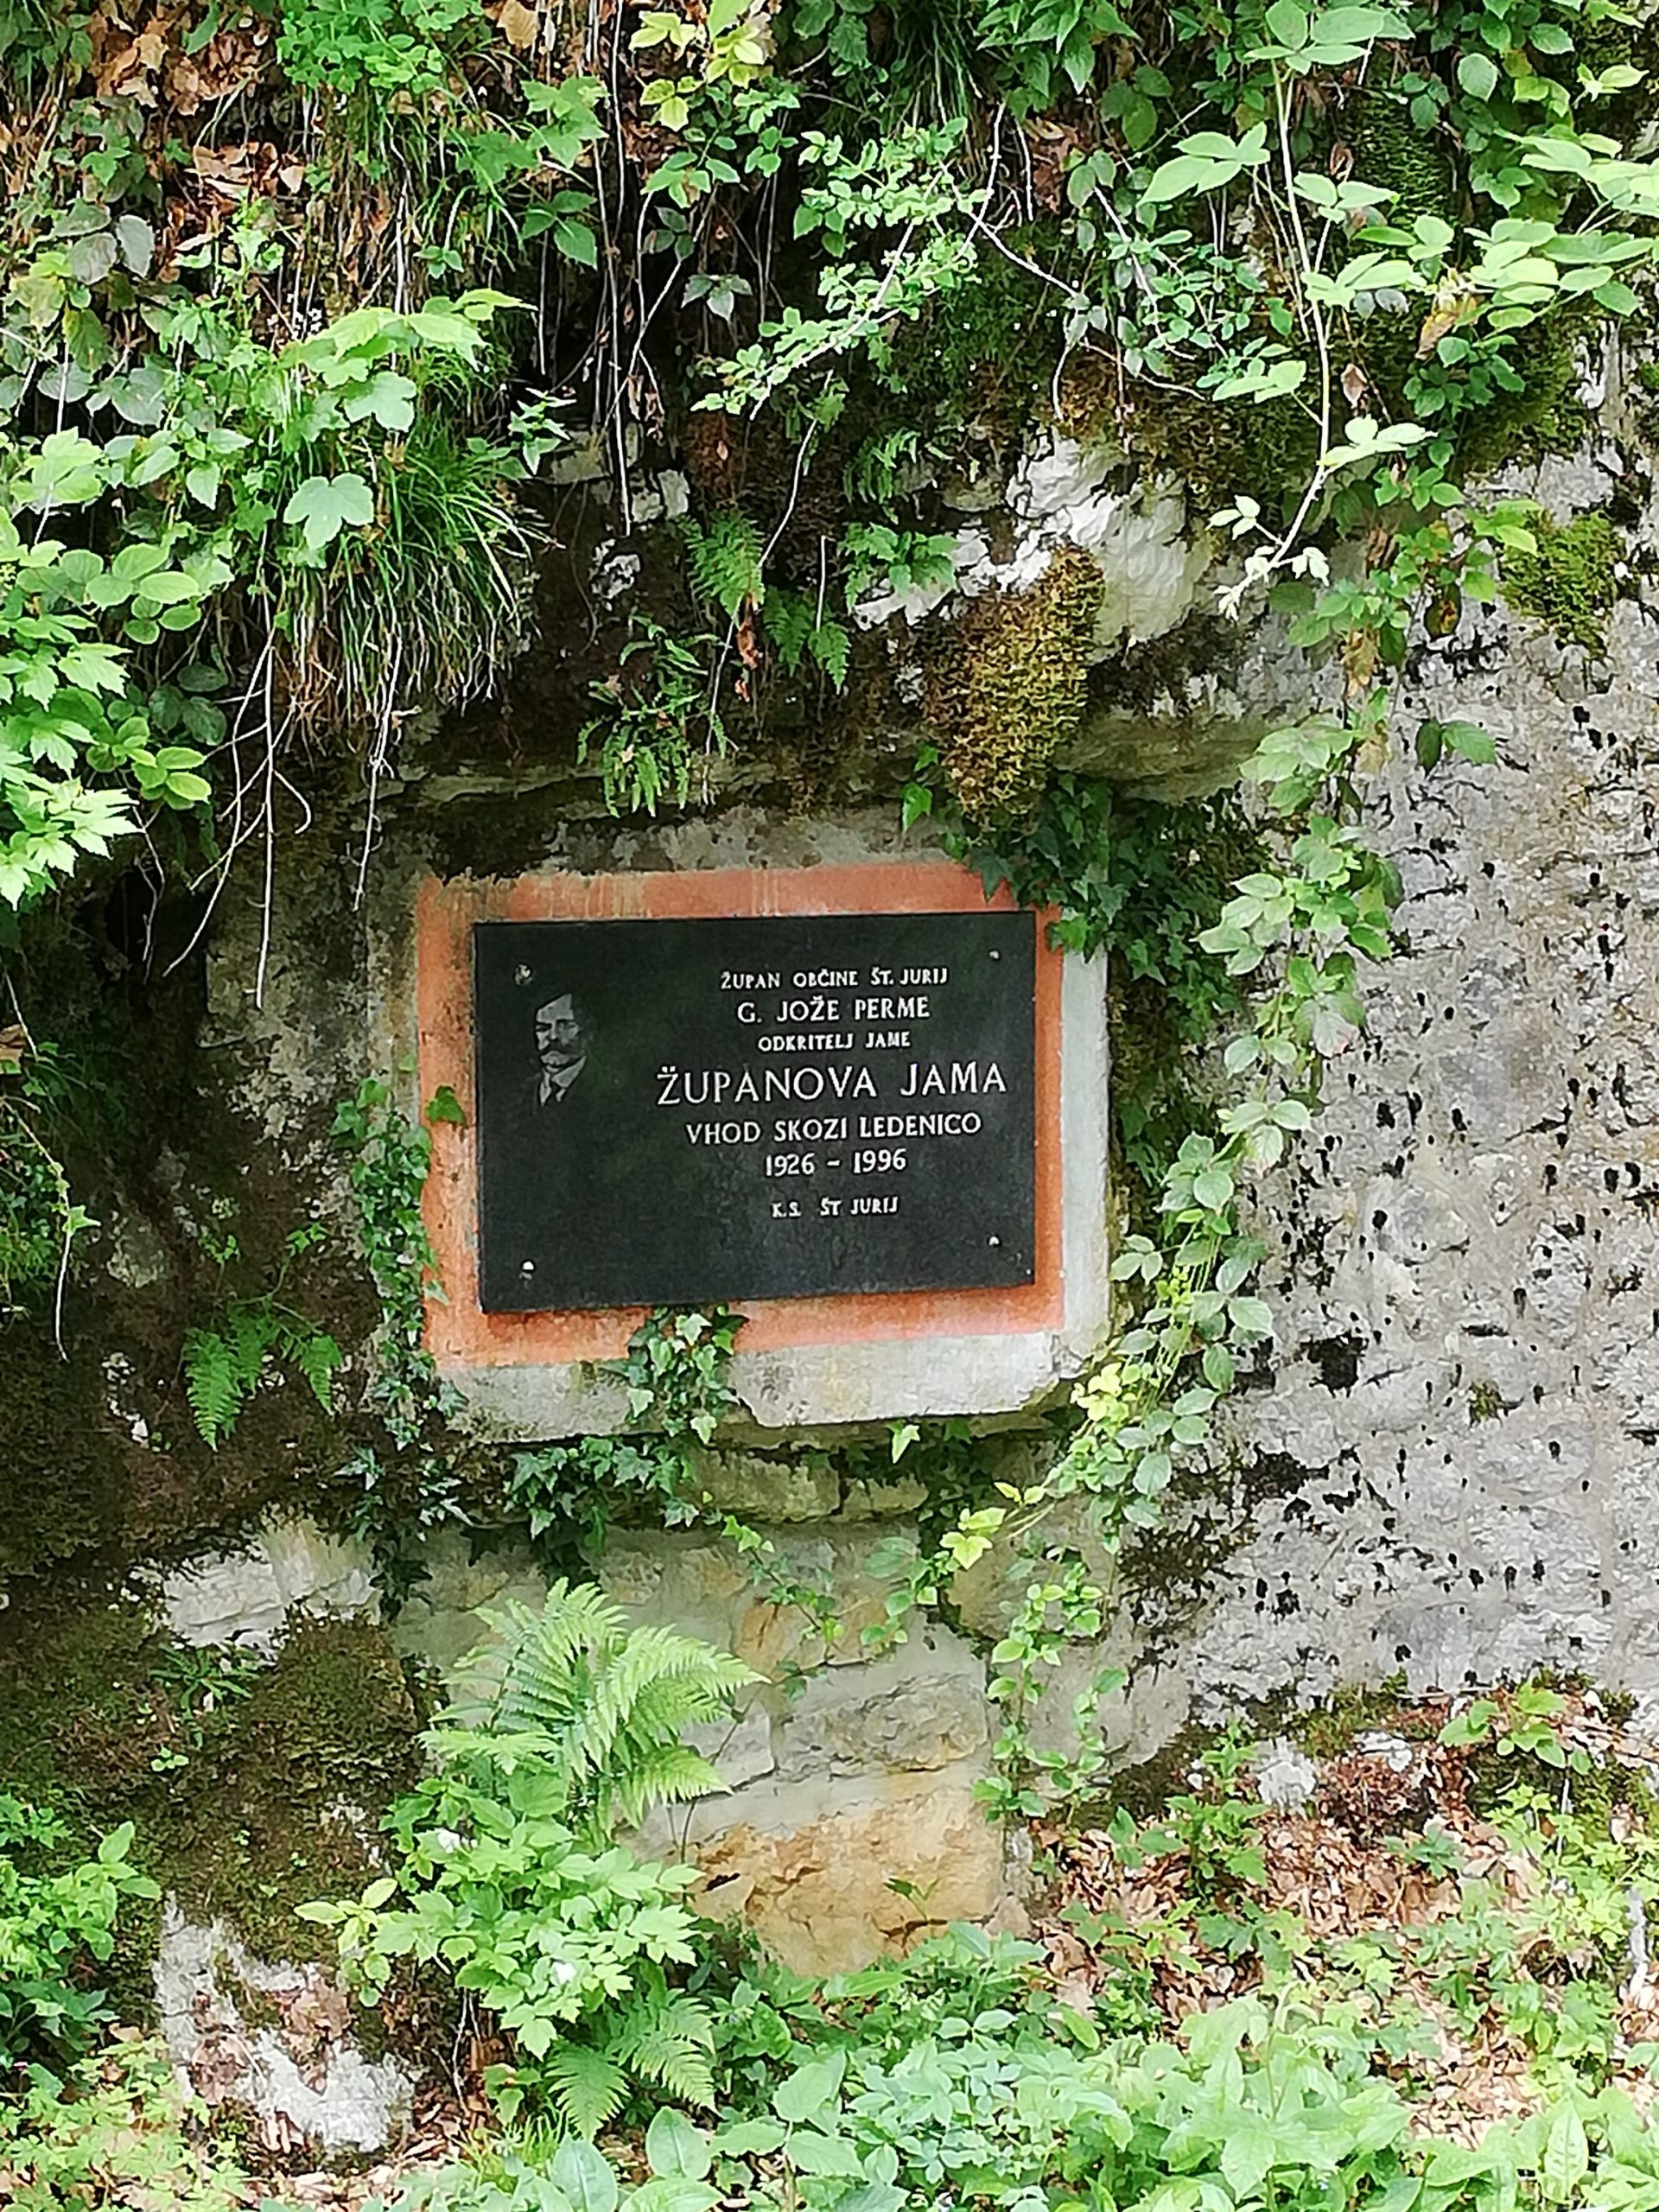 ŽUPAN OBČINE ŠT. JURIJ
G. JOŽE PERME
ODKRITELJ JAME
ŽUPANOVA JAMA
VHOD SKOZI LEDENICO
1926 - 1996
K.S. ŠT JURIJ